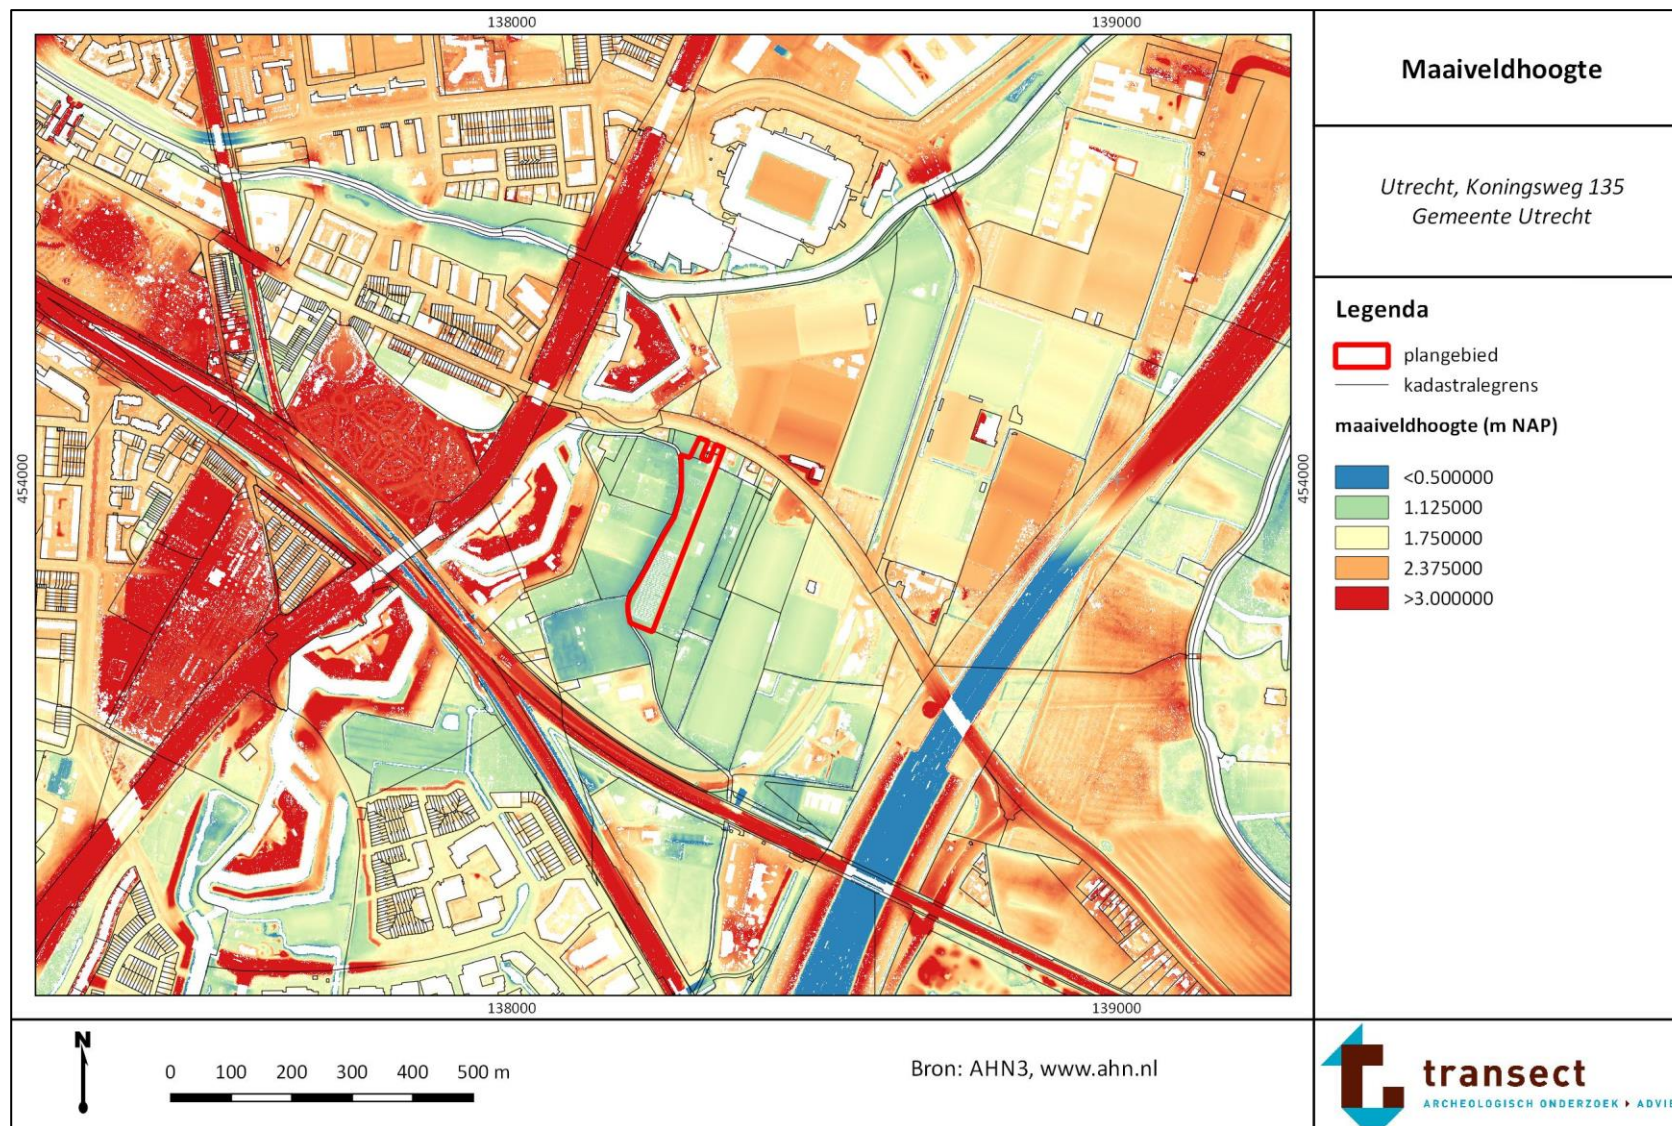 138000 139000
Maaiveldhoogte
Utrecht, Koningsweg 135
Gemeente Utrecht
Legenda
plangebied
kadastralegrens
maaiveldhoogte (m NAP)
<0.500000
1.125000
1.750000
2.375000
>3.000000
454000 454000
138000 139000
N
0 100 200 300 400 500 m
Bron: AHN3, www.ahn.nl
transect
ARCHEOLOGISCH ONDERZOEK ADVIE